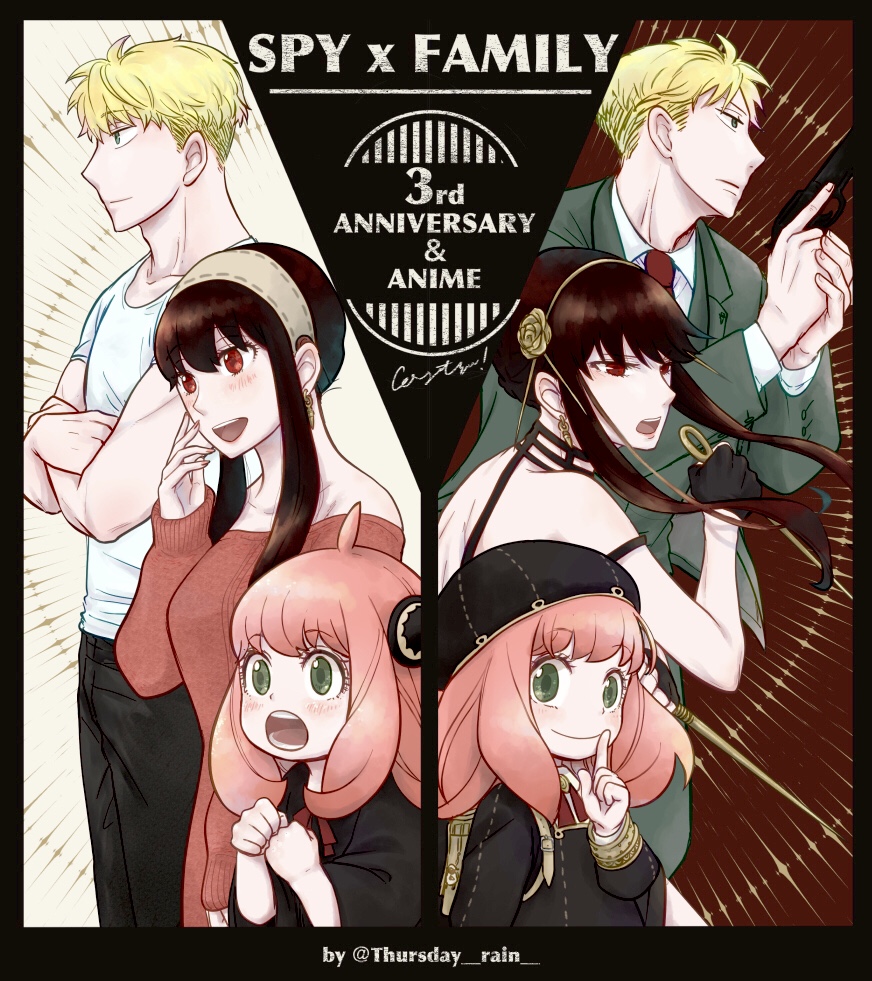 SPY x FAMILY
3rd
ANNIVERSARY
&
ANIME
by @Thursday__rain__